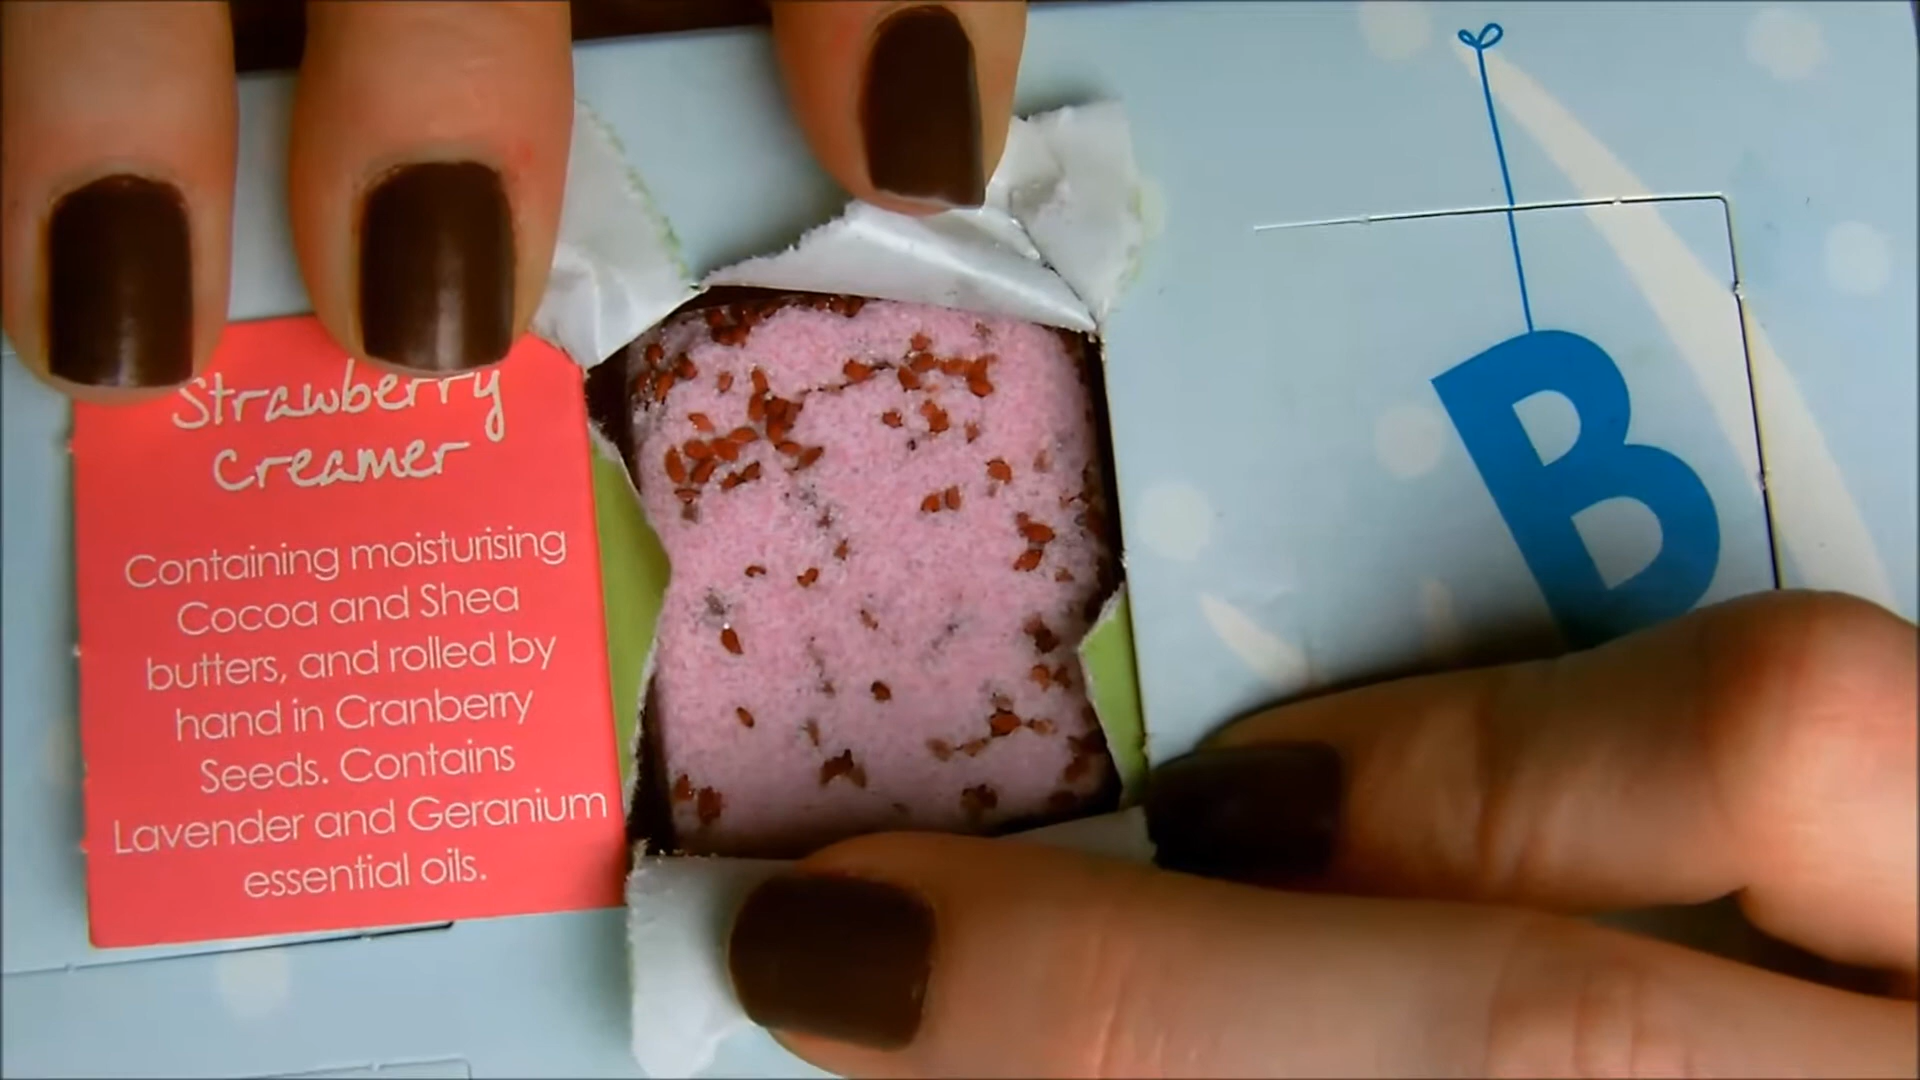 Strawberry
Creamer
Containing moisturising
Cocoa and Shea
butters, and rolled by
hand in Cranberry
Seeds. Contains
Lavender and Geranium
essential oils.
B